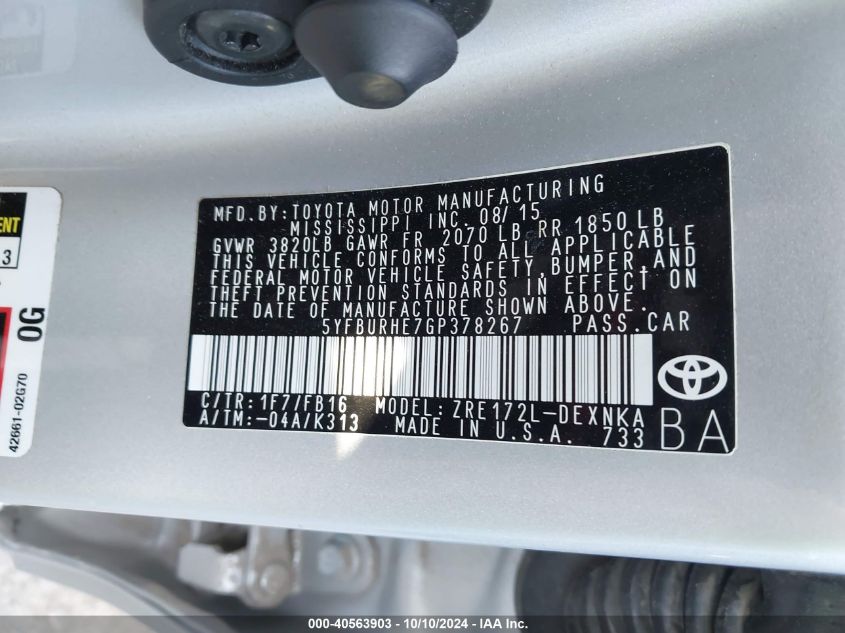 MFD.BY:TOYOTA MOTOR MANUFACTURING
MISSISSIPPI INC. 08/15
GVWR 3820LB GAWR FR 2070 LB RR 1850 LB
THIS VEHICLE CONFORMS TO ALL APPLICABLE
FEDERAL MOTOR VEHICLE SAFETY,BUMPER,AND
THEFT PREVENTION STANDARDS IN EFFECT ON
THE DATE OF MANUFACTURE SHOWN ABOVE.
5YFBURHE7GP378267 PASS.CAR
C/TR:1F7/FB16 MODEL: ZRE172L-DEXNKA
A/TM:-04A/K313 MADE IN U.S.A. 733
BA
3
0G
42661-02G70
000-40563903 - 10/10/2024 - IAA, Inc.